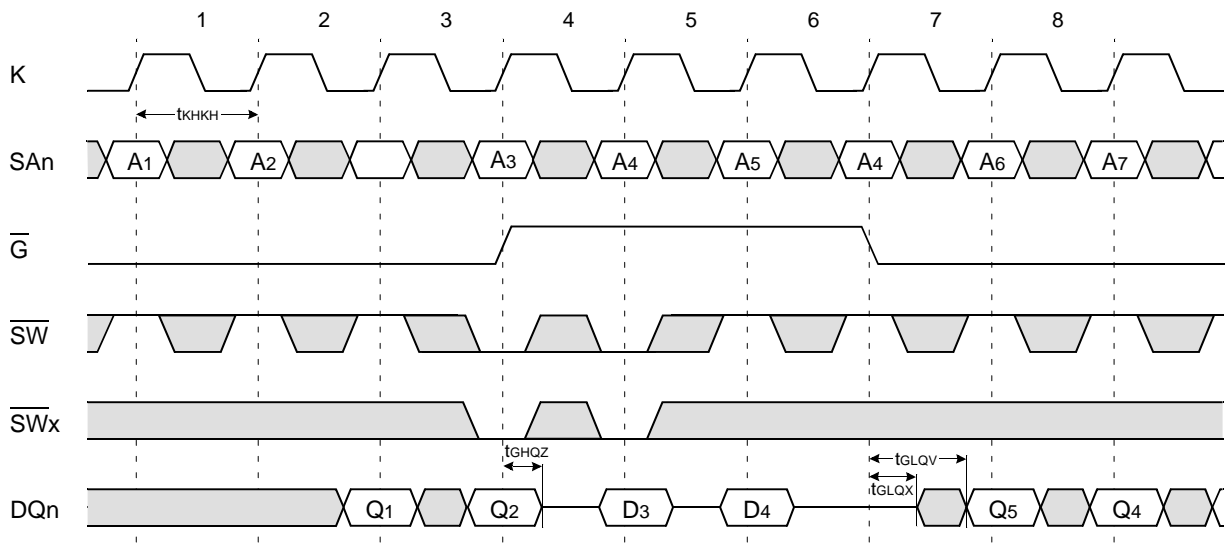 1 2 3 4 5 6 7 8
K
tKHKH
SAn A1 A2 A3 A4 A5 A4 A6 A7
G
SW
SWx
tGHQZ tGLQV
tGLQX
DQn Q1 Q2 D3 D4 Q5 Q4